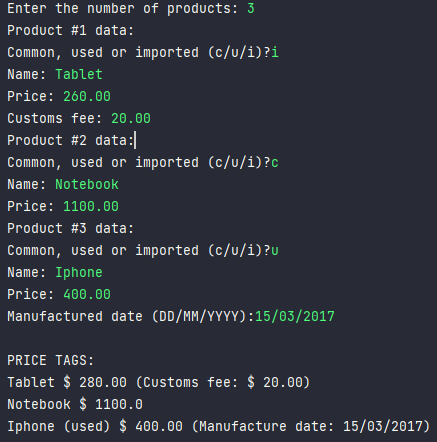 Enter the number of products: 3
Product #1 data:
Common, used or imported (c/u/i)?i
Name: Tablet
Price: 260.00
Customs fee: 20.00
Product #2 data:
Common, used or imported (c/u/i)?c
Name: Notebook
Price: 1100.00
Product #3 data:
Common, used or imported (c/u/i)?u
Name: Iphone
Price: 400.00
Manufactured date (DD/MM/YYYY):15/03/2017
PRICE TAGS:
Tablet $ 280.00 (Customs fee: $ 20.00)
Notebook $ 1100.0
Iphone (used) $ 400.00 (Manufacture date: 15/03/2017)